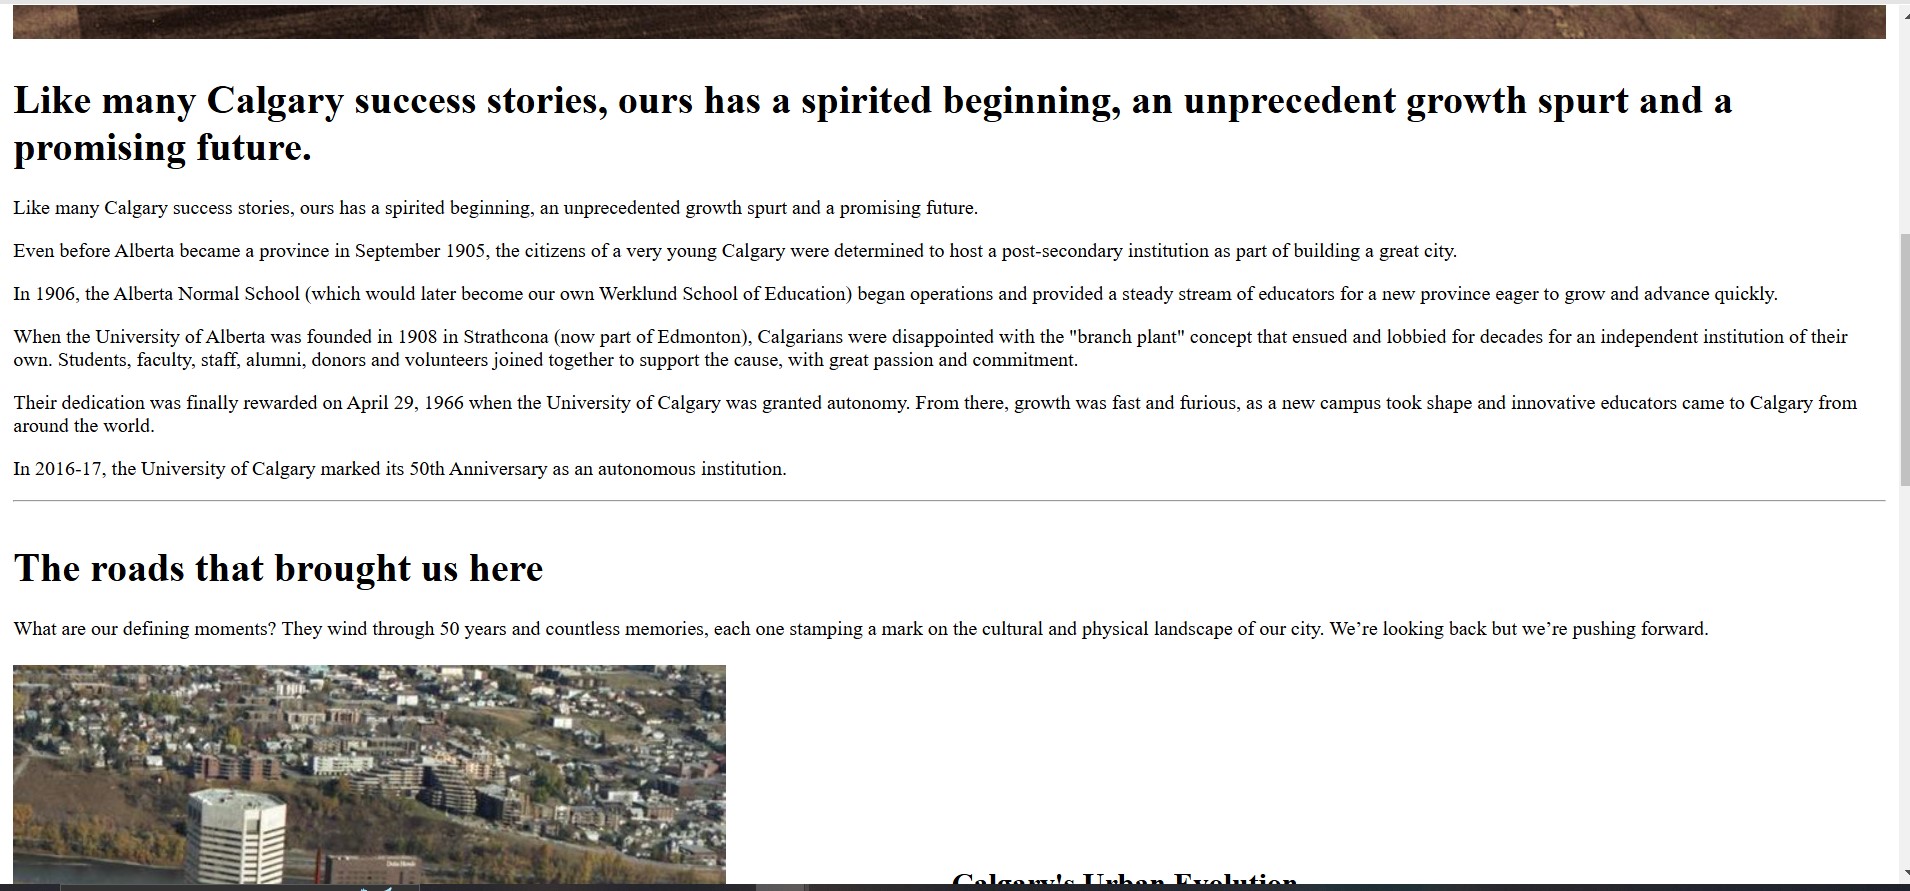 Like many Calgary success stories, ours has a spirited beginning, an unprecedent growth spurt and a
promising future.
Like many Calgary success stories, ours has a spirited beginning, an unprecedented growth spurt and a promising future.
Even before Alberta became a province in September 1905, the citizens of a very young Calgary were determined to host a post-secondary institution as part of building a great city.
In 1906, the Alberta Normal School (which would later become our own Werklund School of Education) began operations and provided a steady stream of educators for a new province eager to grow and advance quickly.
When the University of Alberta was founded in 1908 in Strathcona (now part of Edmonton), Calgarians were disappointed with the "branch plant" concept that ensued and lobbied for decades for an independent institution of their
own. Students, faculty, staff, alumni, donors and volunteers joined together to support the cause, with great passion and commitment.
Their dedication was finally rewarded on April 29, 1966 when the University of Calgary was granted autonomy. From there, growth was fast and furious, as a new campus took shape and innovative educators came to Calgary from
around the world.
In 2016-17, the University of Calgary marked its 50th Anniversary as an autonomous institution.
The roads that brought us here
What are our defining moments? They wind through 50 years and countless memories, each one stamping a mark on the cultural and physical landscape of our city. We’re looking back but we’re pushing forward.
Calgary's Urban Evolution